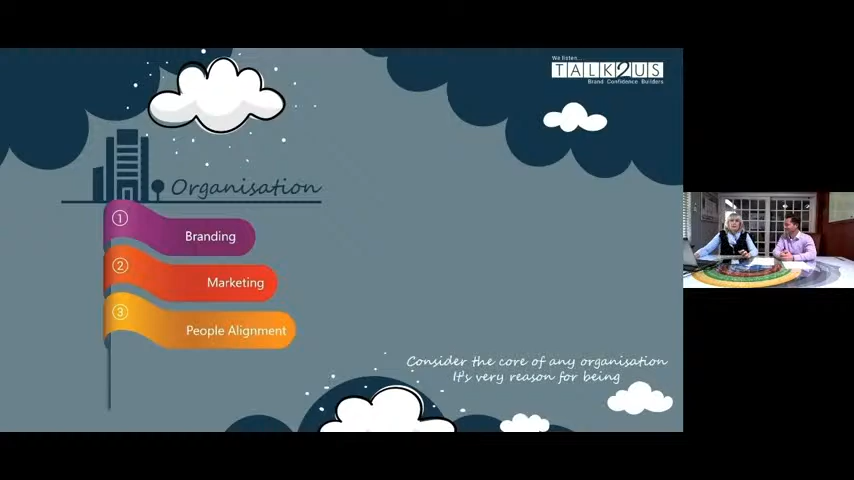 We listen...
TALK2US
Brand Confidence Builders
Organisation
1
Branding
2
Marketing
3
People Alignment
Consider the core of any organisation
It's very reason for being